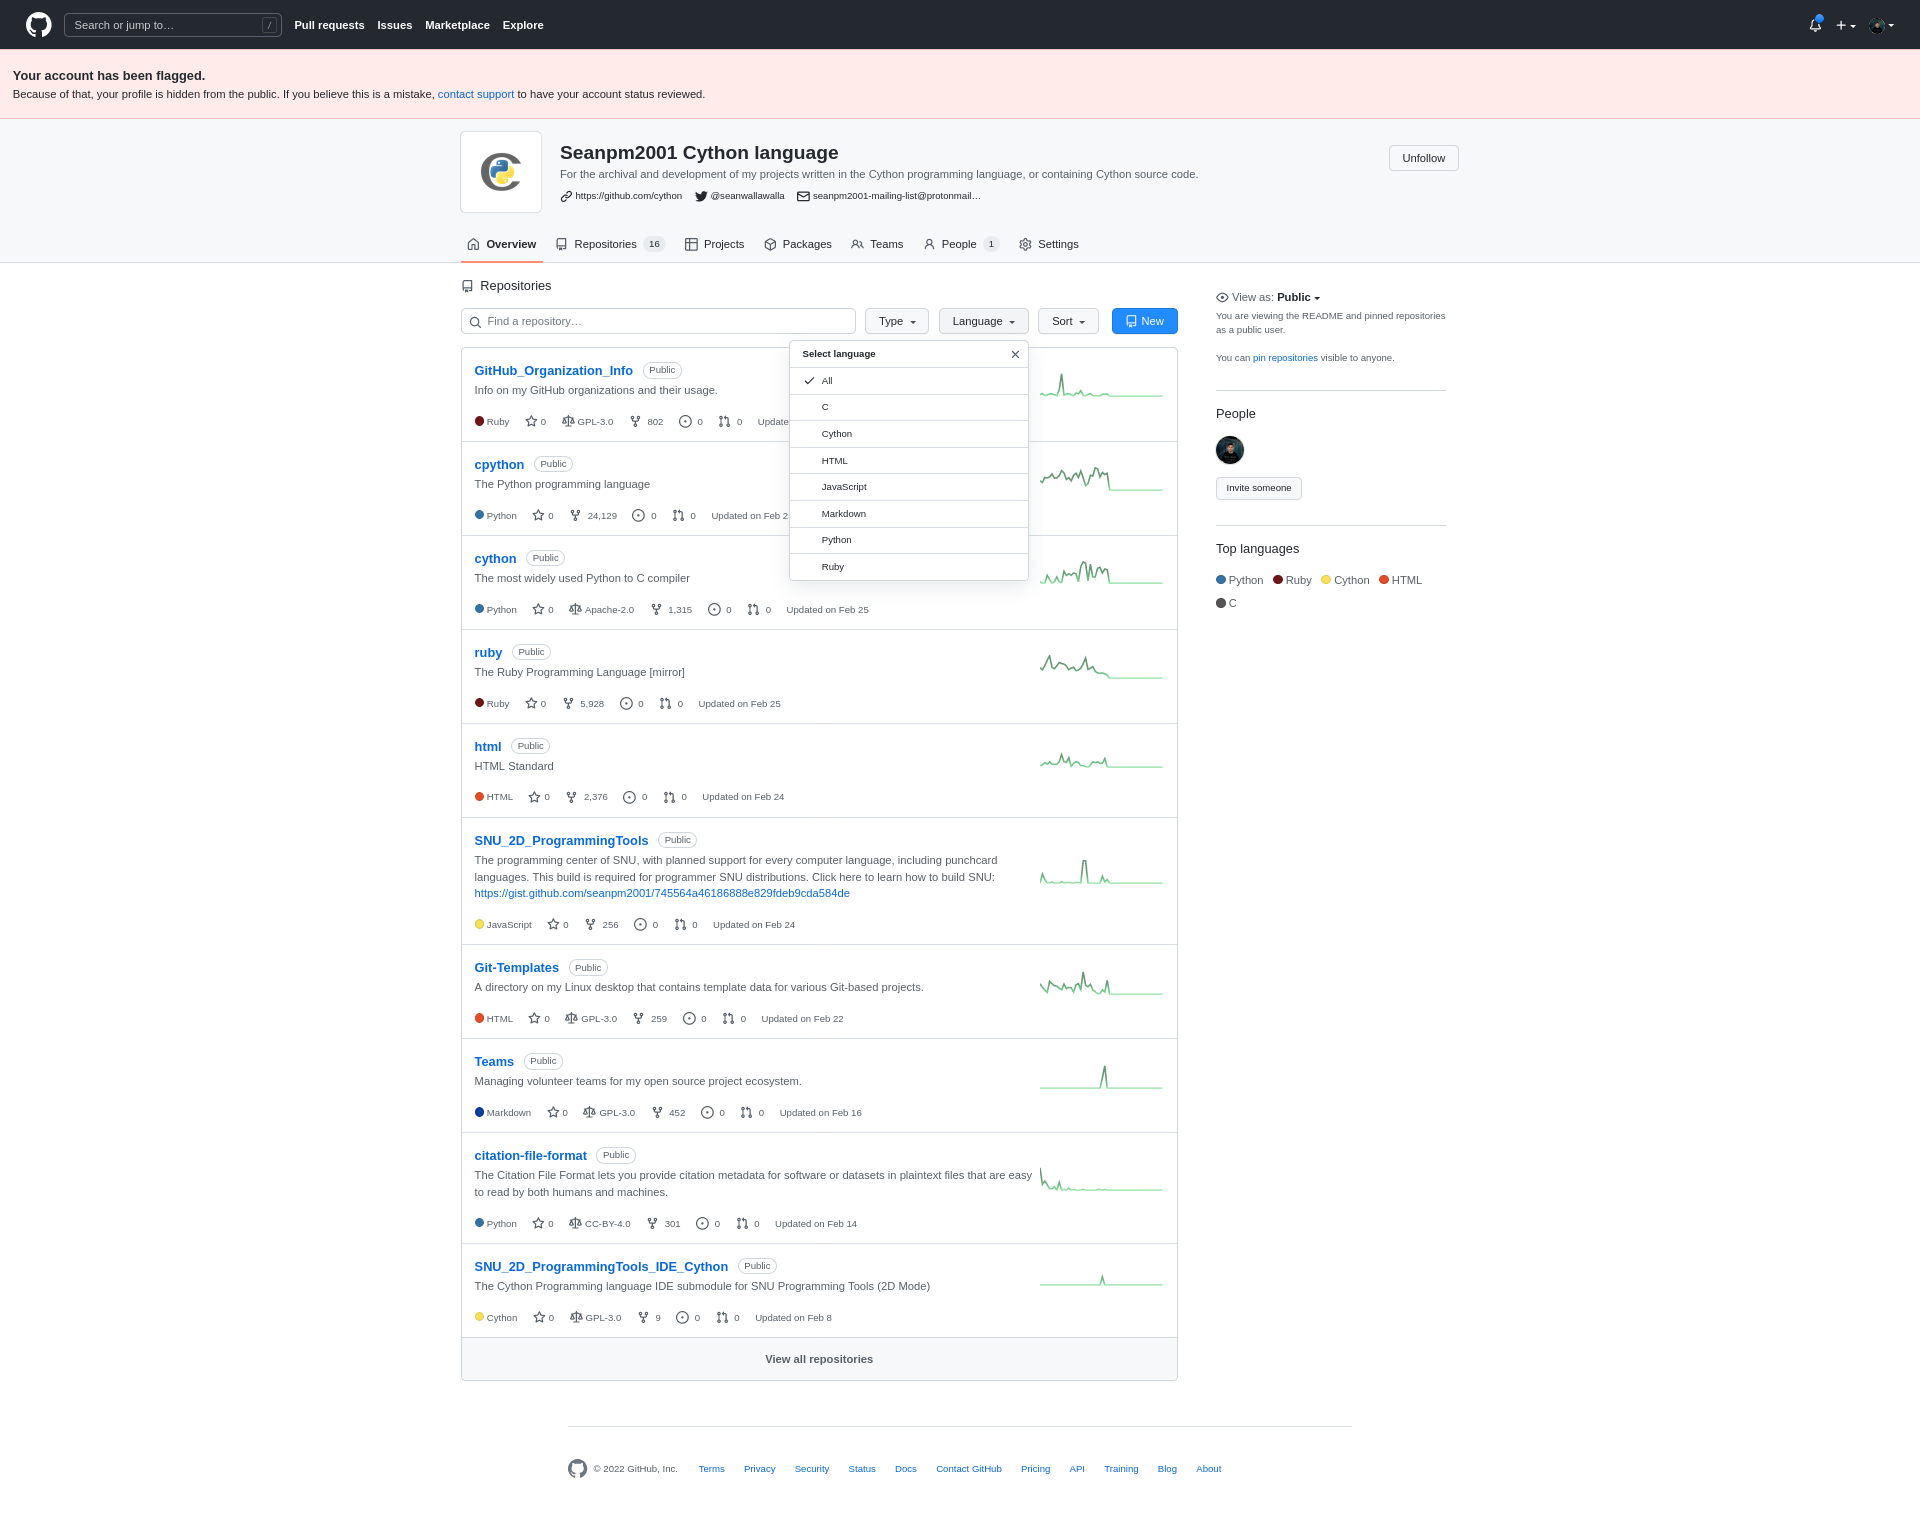 Search or jump to… /
Pull requests Issues Marketplace Explore
Your account has been flagged.
Because of that, your profile is hidden from the public. If you believe this is a mistake, contact support to have your account status reviewed.
Seanpm2001 Cython language
For the archival and development of my projects written in the Cython programming language, or containing Cython source code.
https://github.com/cython @seanwallawalla seanpm2001-mailing-list@protonmail…
Unfollow
Overview Repositories 16 Projects Packages Teams People 1 Settings
Repositories
Find a repository… Type Language Sort New
Select language
All
C
Cython
HTML
JavaScript
Markdown
Python
Ruby
GitHub_Organization_Info Public
Info on my GitHub organizations and their usage.
Ruby 0 GPL-3.0 802 0 0 Update
cpython Public
The Python programming language
Python 0 24,129 0 0 Updated on Feb 2
cython Public
The most widely used Python to C compiler
Python 0 Apache-2.0 1,315 0 0 Updated on Feb 25
ruby Public
The Ruby Programming Language [mirror]
Ruby 0 5,928 0 0 Updated on Feb 25
html Public
HTML Standard
HTML 0 2,376 0 0 Updated on Feb 24
SNU_2D_ProgrammingTools Public
The programming center of SNU, with planned support for every computer language, including punchcard
languages. This build is required for programmer SNU distributions. Click here to learn how to build SNU:
https://gist.github.com/seanpm2001/745564a46186888e829fdeb9cda584de
JavaScript 0 256 0 0 Updated on Feb 24
Git-Templates Public
A directory on my Linux desktop that contains template data for various Git-based projects.
HTML 0 GPL-3.0 259 0 0 Updated on Feb 22
Teams Public
Managing volunteer teams for my open source project ecosystem.
Markdown 0 GPL-3.0 452 0 0 Updated on Feb 16
citation-file-format Public
The Citation File Format lets you provide citation metadata for software or datasets in plaintext files that are easy
to read by both humans and machines.
Python 0 CC-BY-4.0 301 0 0 Updated on Feb 14
SNU_2D_ProgrammingTools_IDE_Cython Public
The Cython Programming language IDE submodule for SNU Programming Tools (2D Mode)
Cython 0 GPL-3.0 9 0 0 Updated on Feb 8
View all repositories
View as: Public
You are viewing the README and pinned repositories
as a public user.
You can pin repositories visible to anyone.
People
Invite someone
Top languages
Python Ruby Cython HTML
C
© 2022 GitHub, Inc. Terms Privacy Security Status Docs Contact GitHub Pricing API Training Blog About